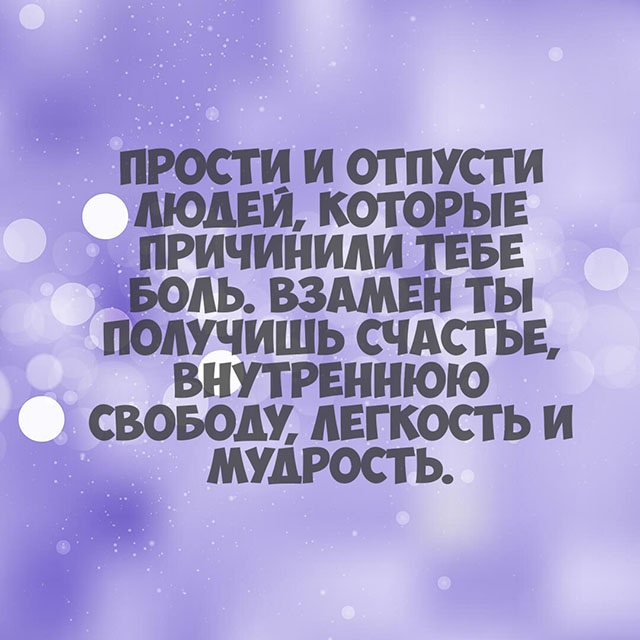 ПРОСТИ И ОТПУСТИ
ЛЮДЕЙ, КОТОРЫЕ
ПРИЧИНИЛИ ТЕБЕ
БОЛЬ. ВЗАМЕН ТЫ
ПОЛУЧИШЬ СЧАСТЬЕ,
ВНУТРЕННЮЮ
СВОБОДУ, ЛЕГКОСТЬ И
МУДРОСТЬ.